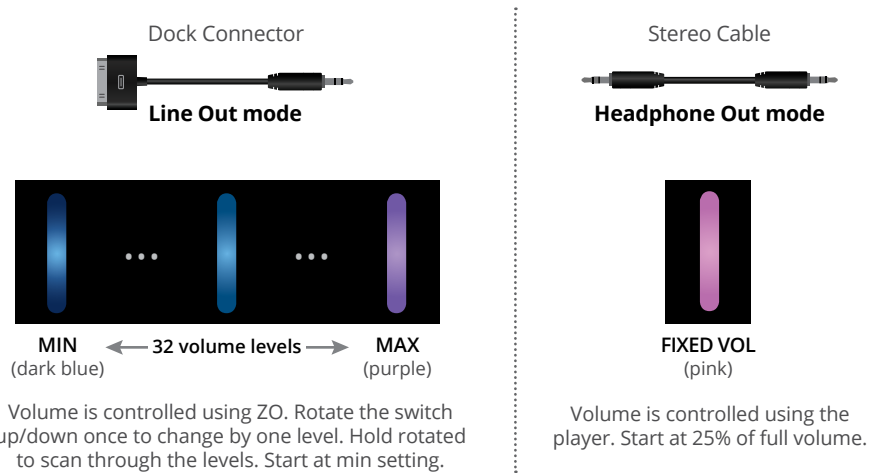 Dock Connector
Line Out mode
MIN
32 volume levels
MAX
(dark blue)
(purple)
Volume is controlled using ZO. Rotate the switch
up/down once to change by one level. Hold rotated
to scan through the levels. Start at min setting.
Stereo Cable
Headphone Out mode
FIXED VOL
(pink)
Volume is controlled using the
player. Start at 25% of full volume.